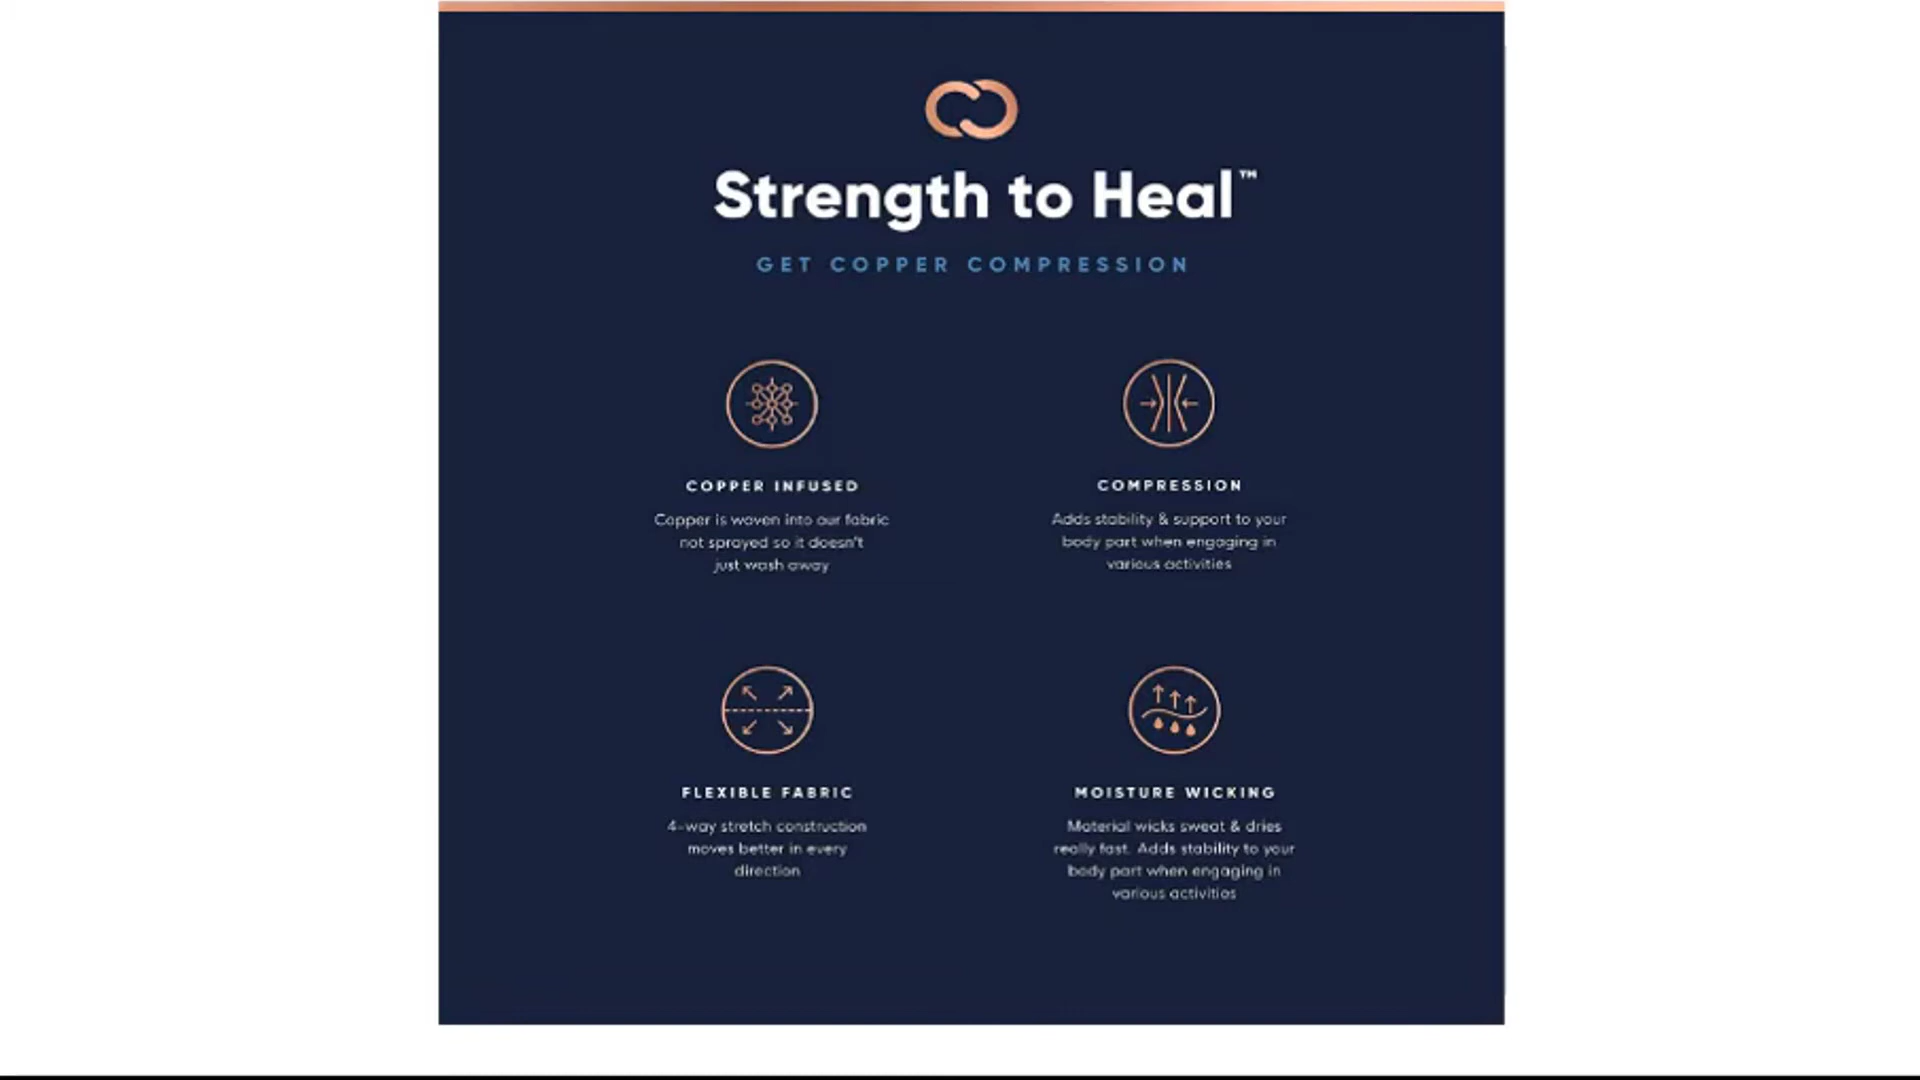 Strength to Heal™
GET COPPER COMPRESSION
COPPER INFUSED
Copper is woven into our fabric
not sprayed so it doesn't
just wash away
COMPRESSION
Adds stability & support to your
body part when engaging in
various activities
FLEXIBLE FABRIC
4-way stretch construction
moves better in every
direction
MOISTURE WICKING
Material wicks sweat & dries
really fast. Adds stability to your
body part when engaging in
various activities